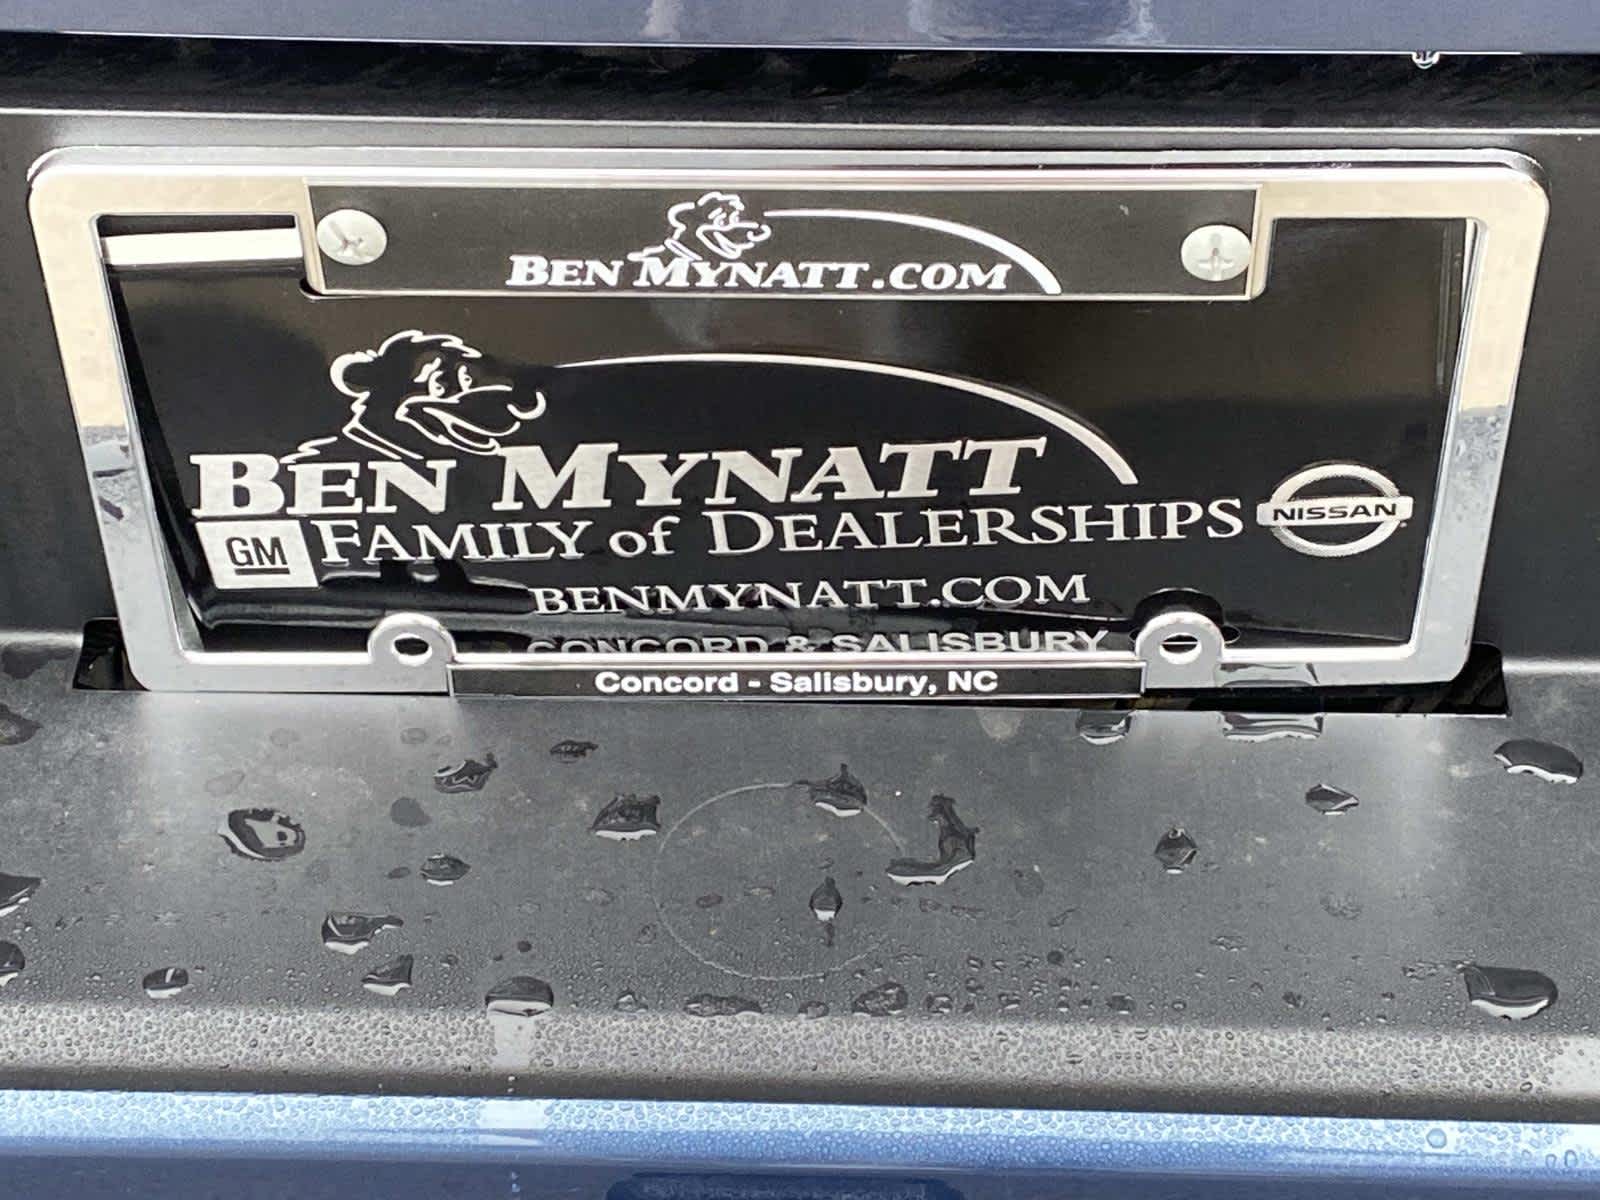 BEN MYNATT.COM
BEN MYNATT
GM FAMILY of DEALERSHIPS NISSAN
BENMYNATT.COM
CONCORD & SALISBURY
Concord - Salisbury, NC